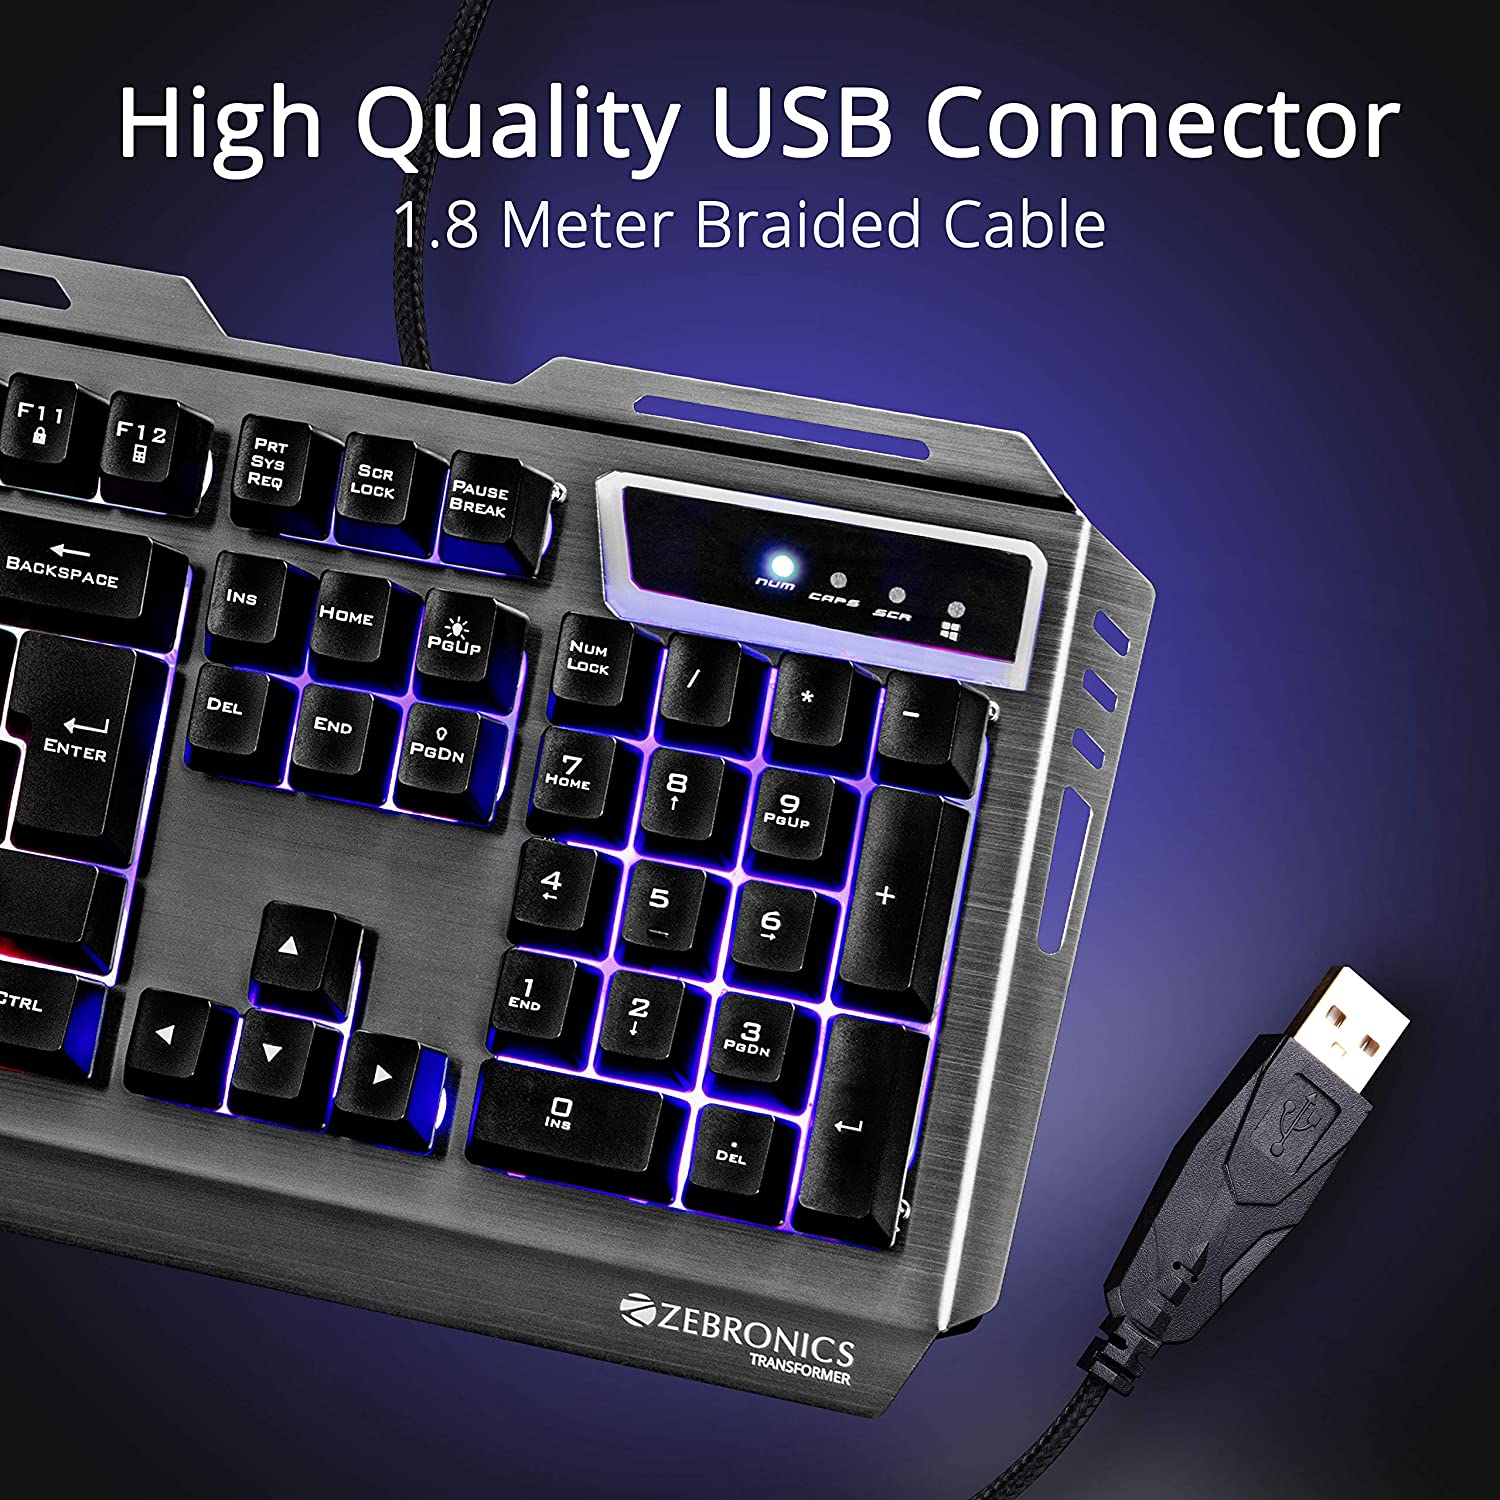 High Quality USB Connector
1.8 Meter Braided Cable
F11
F12
PRT
SYS
REQ
SCR
LOCK
PAUSE
BREAK
BACKSPACE
INS
HOME
PGUP
NUM CAPS SCR
NUM
LOCK
/
*
-
ENTER
DEL
END
PGDN
7
HOME
8
9
PGUP
+
4
5
6
CTRL
1
END
2
3
PGDN
0
INS
.
DEL
ZEBRONICS
TRANSFORMER